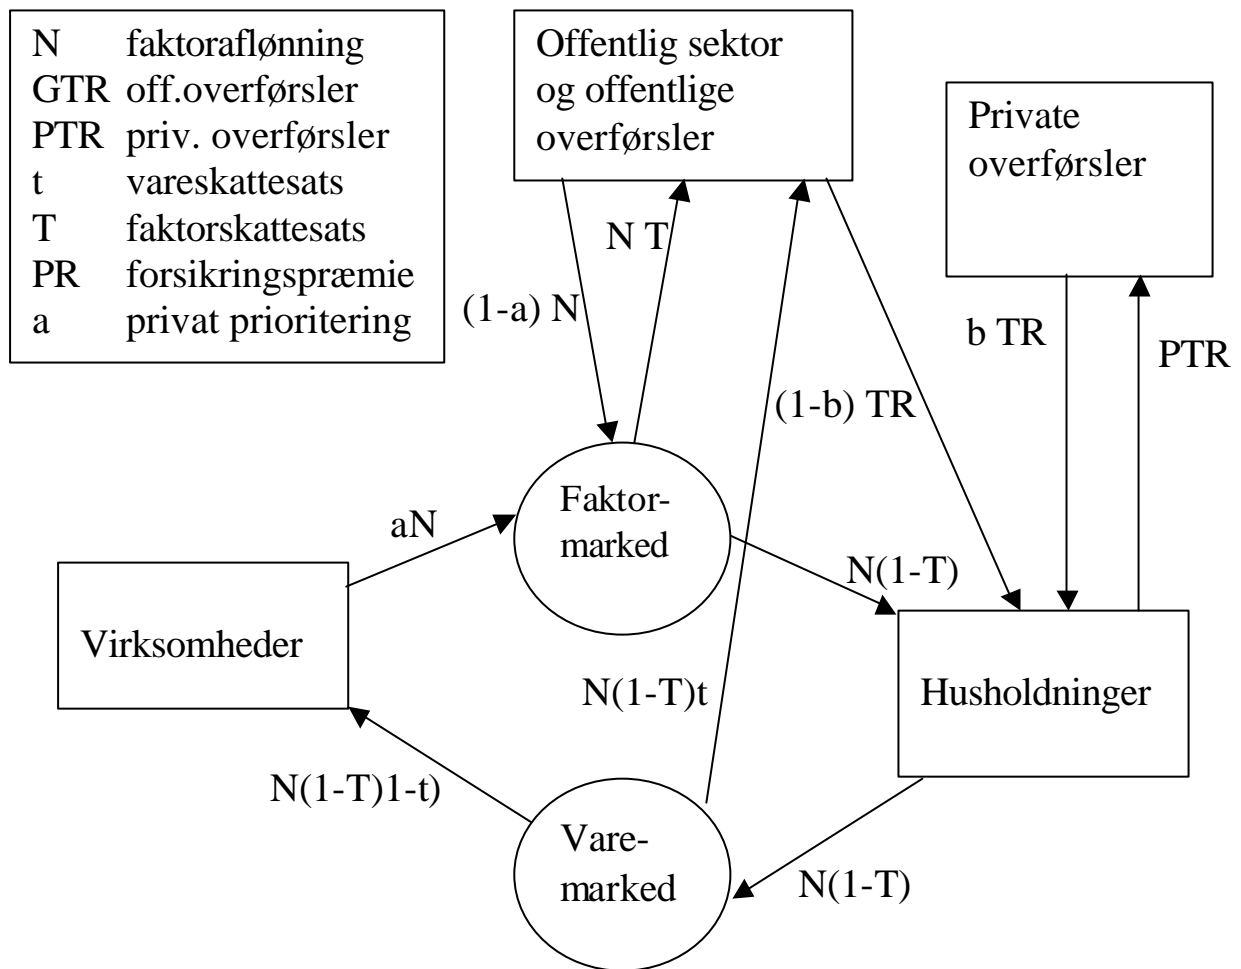 N faktoraflønning
GTR off.overførsler
PTR priv. overførsler
t vareskattesats
T faktorskattesats
PR forsikringspræmie
a privat prioritering
Offentlig sektor
og offentlige
overførsler
Private
overførsler
N T
(1-a) N
b TR
PTR
(1-b) TR
Faktor-
marked
aN
N(1-T)
Virksomheder
N(1-T)t
Husholdninger
N(1-T)1-t)
Vare-
marked
N(1-T)